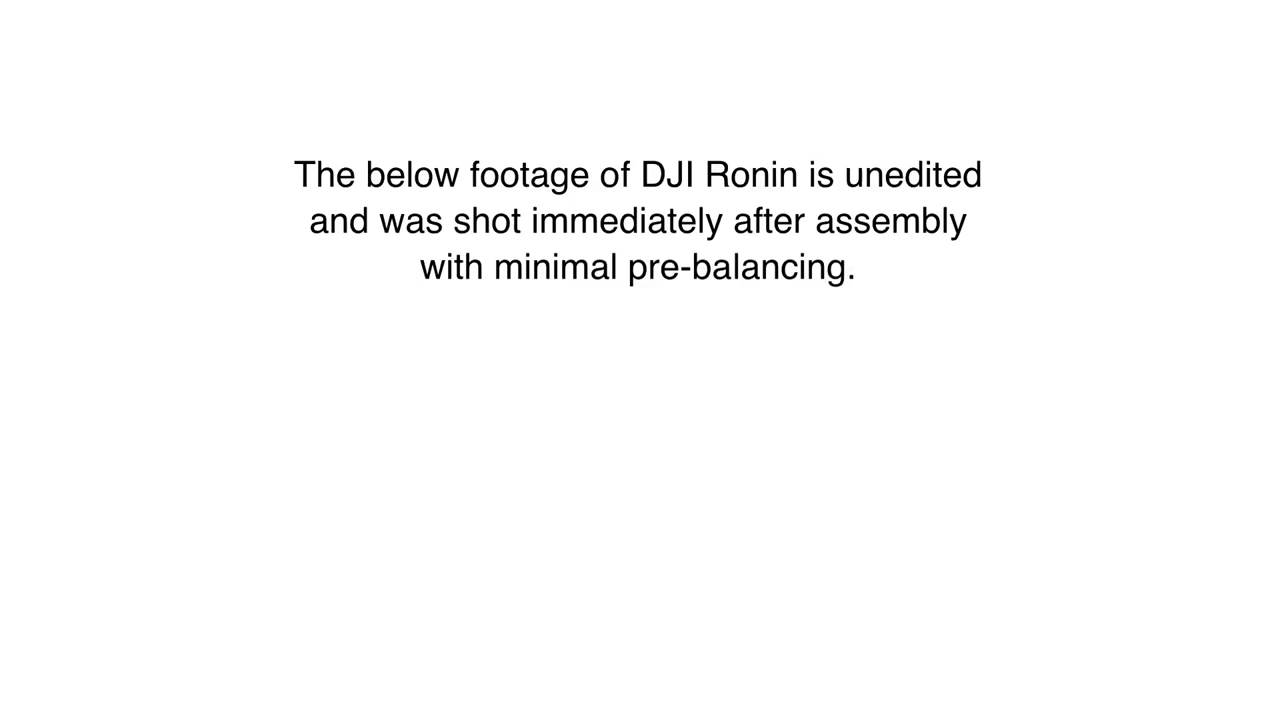 The below footage of DJI Ronin is unedited
and was shot immediately after assembly
with minimal pre-balancing.